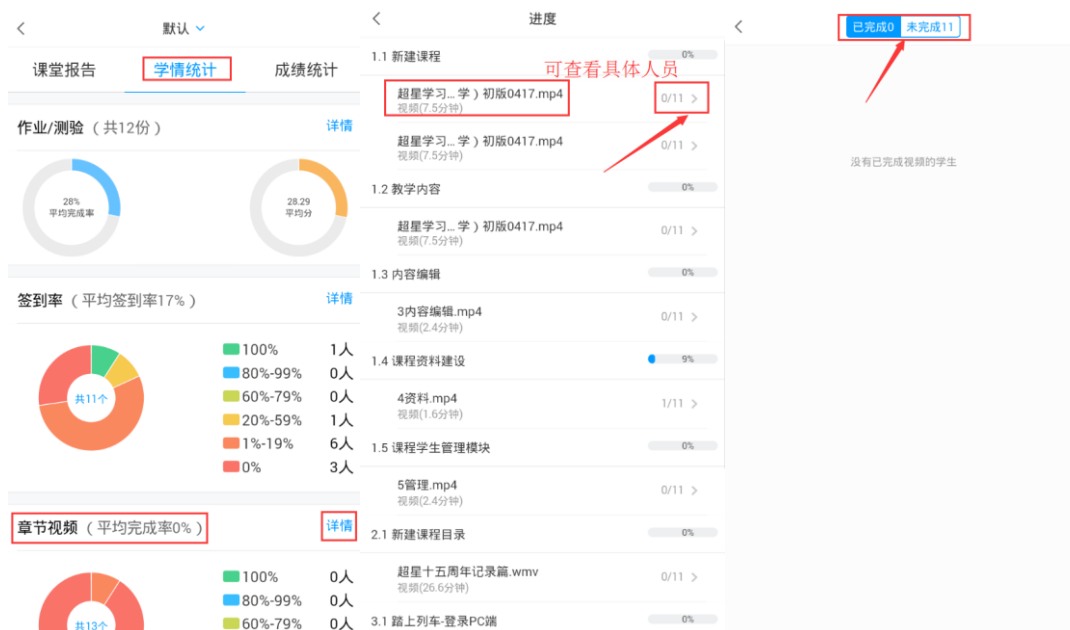 默认
课堂报告 学情统计 成绩统计
作业/测验（共12份） 详情
28%
平均完成率
28.29
平均分
签到率（平均签到率17%） 详情
共11个
100% 1人
80%-99% 0人
60%-79% 0人
20%-59% 1人
1%-19% 6人
0% 3人
章节视频（平均完成率0%） 详情
共13个
100% 0人
80%-99% 0人
60%-79% 0人
进度
1.1 新建课程 0%
可查看具体人员
超星学习...学）初版0417.mp4
视频(7.5分钟) 0/11
超星学习...学）初版0417.mp4
视频(7.5分钟) 0/11
1.2 教学内容 0%
超星学习...学）初版0417.mp4
视频(7.5分钟) 0/11
1.3 内容编辑 0%
3内容编辑.mp4
视频(2.4分钟) 0/11
1.4 课程资料建设 9%
4资料.mp4
视频(1.6分钟) 1/11
1.5 课程学生管理模块 0%
5管理.mp4
视频(2.4分钟) 0/11
2.1 新建课程目录 0%
超星十五周年记录篇.wmv
视频(26.6分钟) 0/11
3.1 踏上列车-登录PC端 0%
已完成0 未完成11
没有已完成视频的学生